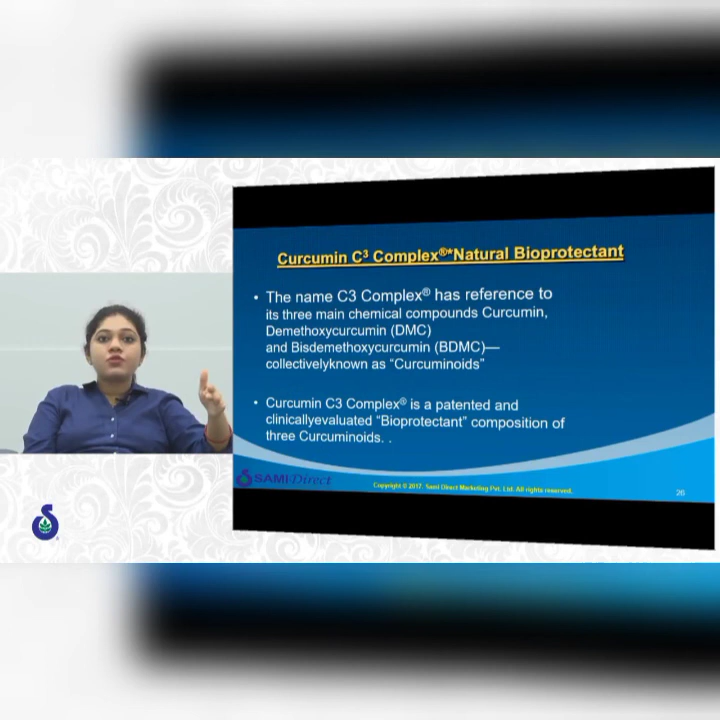 Curcumin C³ Complex®*Natural Bioprotectant
• The name C3 Complex® has reference to
its three main chemical compounds Curcumin,
Demethoxycurcumin (DMC)
and Bisdemethoxycurcumin (BDMC)—
collectivelyknown as “Curcuminoids”
• Curcumin C3 Complex® is a patented and
clinicallyevaluated “Bioprotectant” composition of
three Curcuminoids. .
SAMI Direct
Copyright © 2017. Sami Direct Marketing Pvt. Ltd. All rights reserved.
26